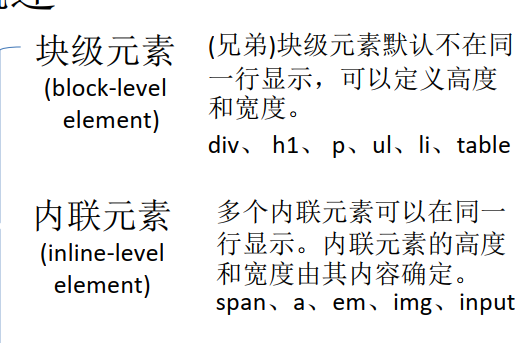 块级元素
(block-level
element)
(兄弟)块级元素默认不在同
一行显示，可以定义高度
和宽度。
div、 h1、 p、ul、li、table
内联元素
(inline-level
element)
多个内联元素可以在同一
行显示。内联元素的高度
和宽度由其内容确定。
span、a、em、img、input